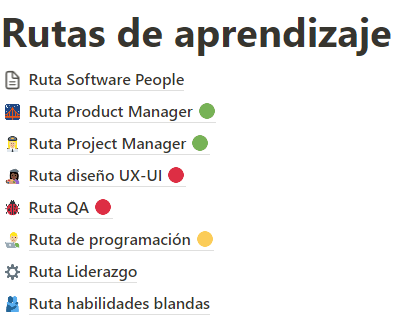 Rutas de aprendizaje
Ruta Software People
Ruta Product Manager
Ruta Project Manager
Ruta diseño UX-UI
Ruta QA
Ruta de programación
Ruta Liderazgo
Ruta habilidades blandas